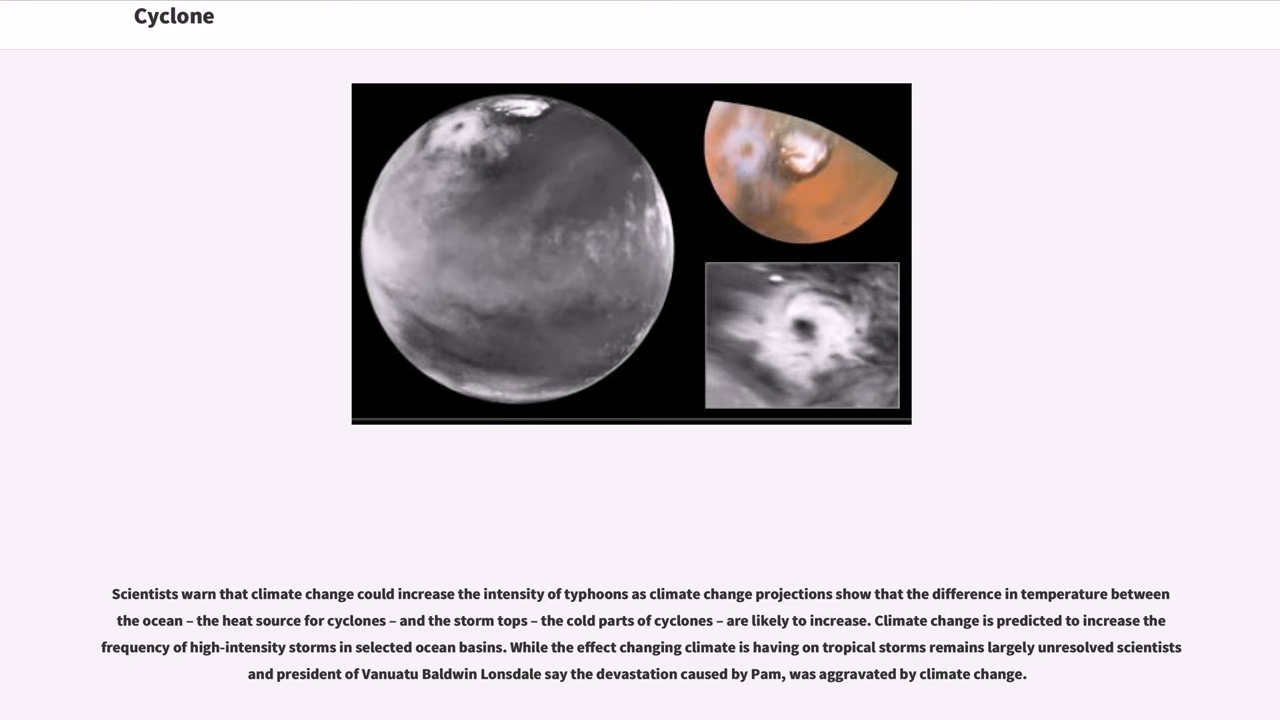 Cyclone
Scientists warn that climate change could increase the intensity of typhoons as climate change projections show that the difference in temperature between
the ocean – the heat source for cyclones – and the storm tops – the cold parts of cyclones – are likely to increase. Climate change is predicted to increase the
frequency of high-intensity storms in selected ocean basins. While the effect changing climate is having on tropical storms remains largely unresolved scientists
and president of Vanuatu Baldwin Lonsdale say the devastation caused by Pam, was aggravated by climate change.